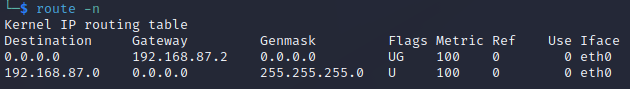 └─$ route -n
Kernel IP routing table
Destination     Gateway         Genmask         Flags Metric Ref    Use Iface
0.0.0.0         192.168.87.2    0.0.0.0         UG    100    0        0 eth0
192.168.87.0    0.0.0.0         255.255.255.0   U     100    0        0 eth0